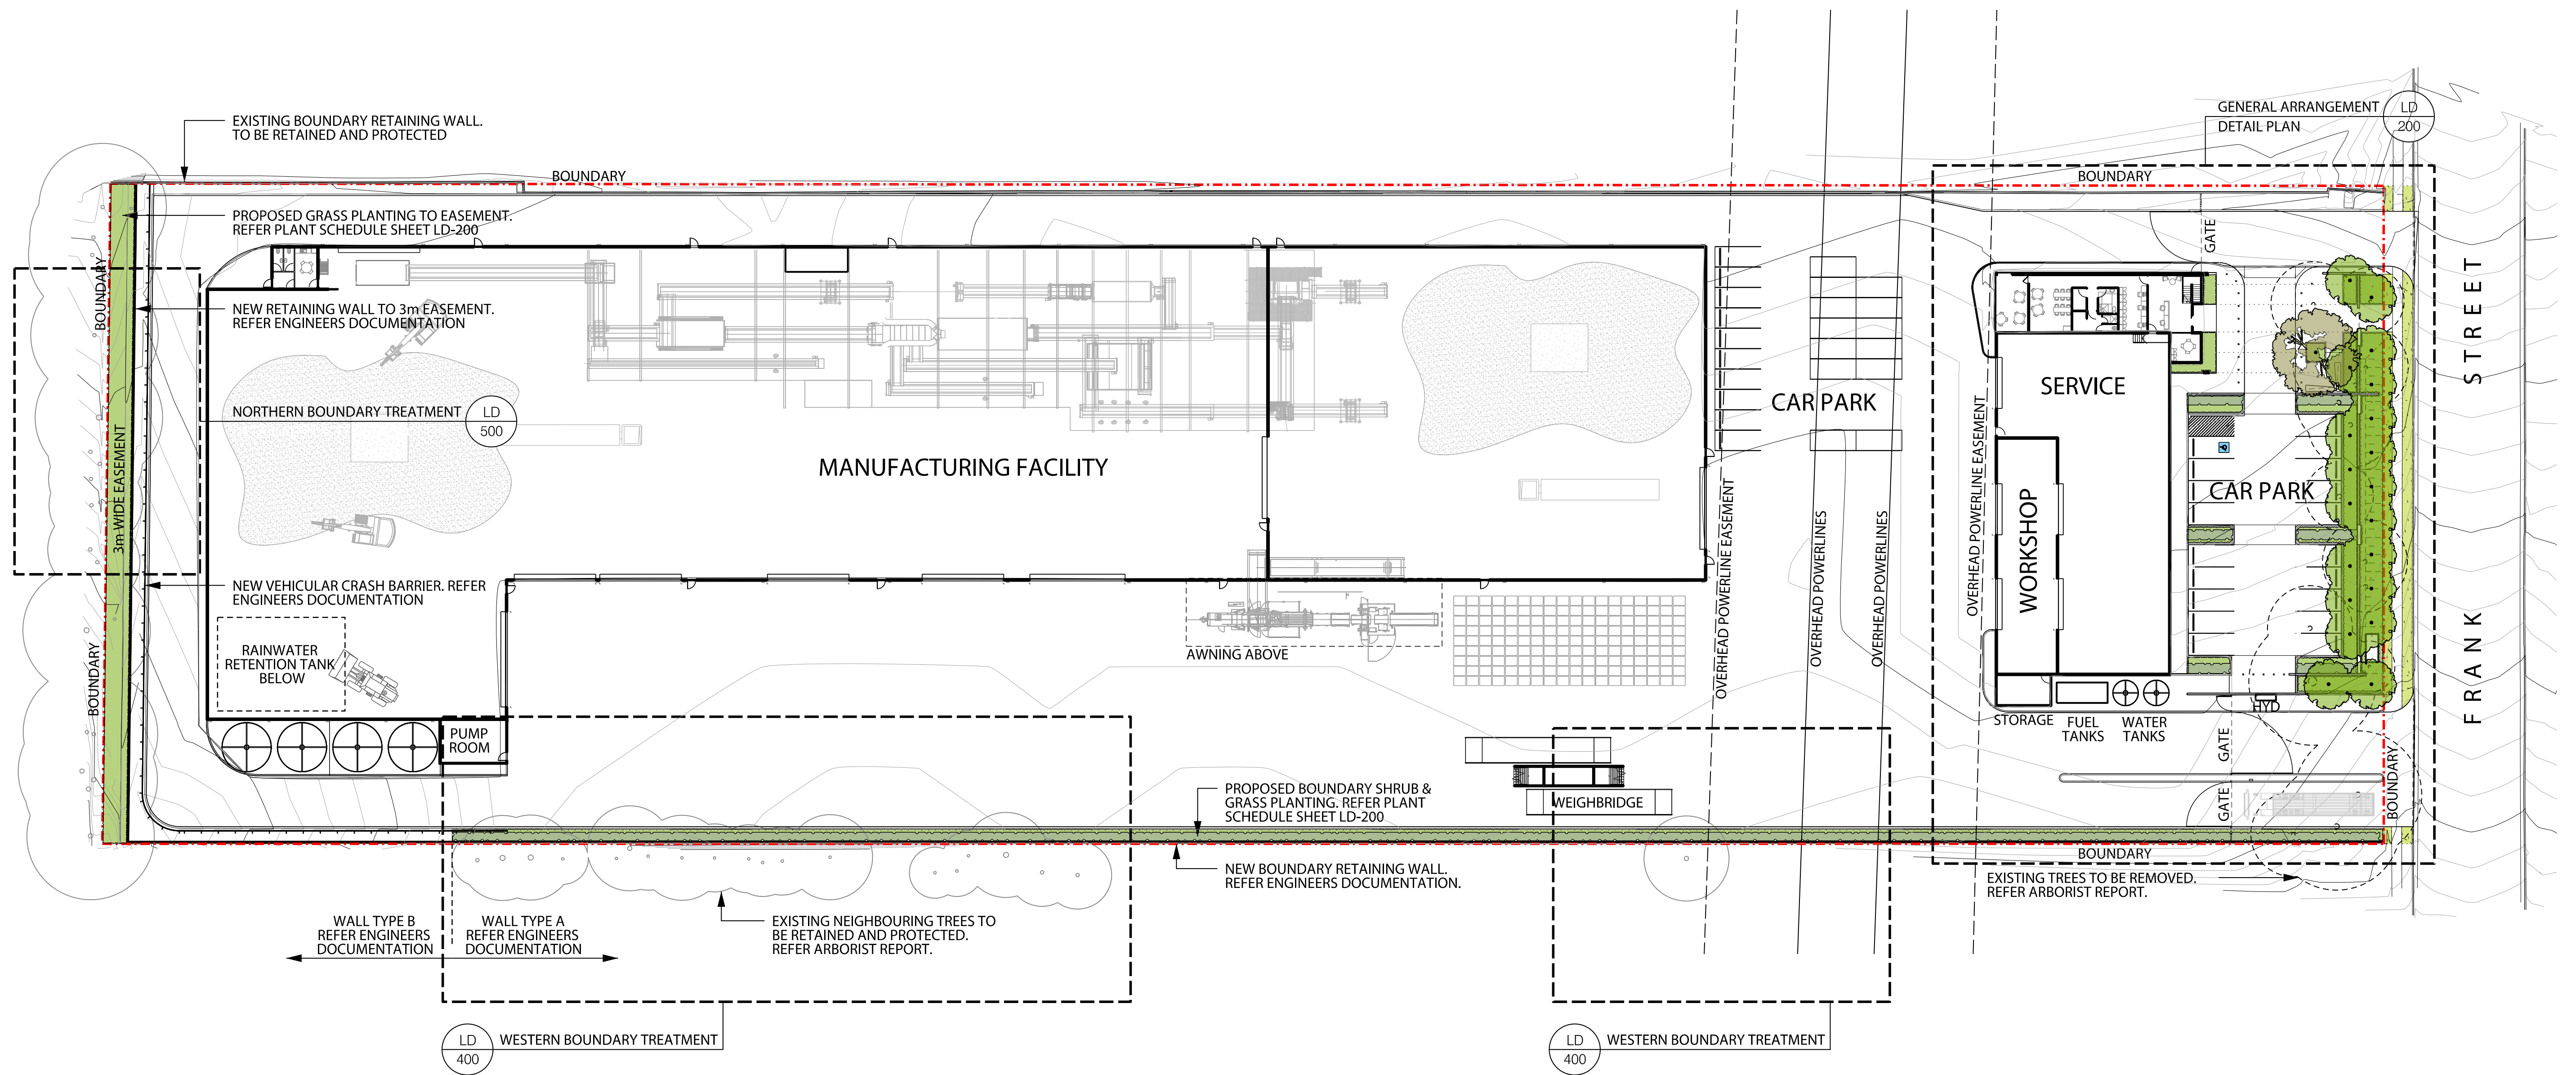 EXISTING BOUNDARY RETAINING WALL.
TO BE RETAINED AND PROTECTED
BOUNDARY
GENERAL ARRANGEMENT
DETAIL PLAN
LD
200
BOUNDARY
PROPOSED GRASS PLANTING TO EASEMENT.
REFER PLANT SCHEDULE SHEET LD-200
BOUNDARY
NEW RETAINING WALL TO 3m EASEMENT.
REFER ENGINEERS DOCUMENTATION
NORTHERN BOUNDARY TREATMENT
LD
500
3m WIDE EASEMENT
MANUFACTURING FACILITY
NEW VEHICULAR CRASH BARRIER. REFER
ENGINEERS DOCUMENTATION
BOUNDARY
RAINWATER
RETENTION TANK
BELOW
PUMP
ROOM
AWNING ABOVE
CAR PARK
OVERHEAD POWERLINE EASEMENT
OVERHEAD POWERLINES
OVERHEAD POWERLINES
OVERHEAD POWERLINE EASEMENT
GATE
SERVICE
WORKSHOP
CAR PARK
FRANK STREET
STORAGE
FUEL
TANKS
WATER
TANKS
HYD
GATE
GATE
BOUNDARY
WEIGHBRIDGE
PROPOSED BOUNDARY SHRUB &
GRASS PLANTING. REFER PLANT
SCHEDULE SHEET LD-200
NEW BOUNDARY RETAINING WALL.
REFER ENGINEERS DOCUMENTATION.
BOUNDARY
EXISTING TREES TO BE REMOVED.
REFER ARBORIST REPORT.
WALL TYPE B
REFER ENGINEERS
DOCUMENTATION
WALL TYPE A
REFER ENGINEERS
DOCUMENTATION
EXISTING NEIGHBOURING TREES TO
BE RETAINED AND PROTECTED.
REFER ARBORIST REPORT.
LD
400
WESTERN BOUNDARY TREATMENT
LD
400
WESTERN BOUNDARY TREATMENT